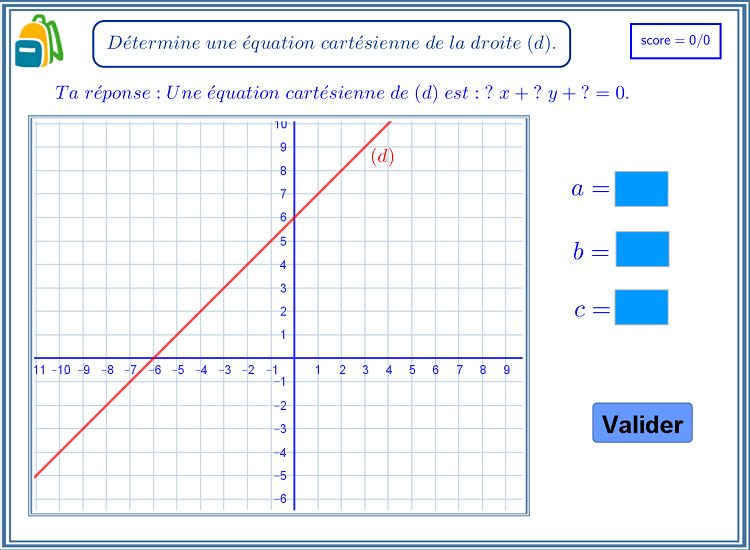 Détermine une équation cartésienne de la droite (d).
score = 0/0
Ta réponse : Une équation cartésienne de (d) est : ? x + ? y + ? = 0.
10
9
(d)
8
7
6
5
4
3
2
1
11 −10 −9 −8 −7 −6 −5 −4 −3 −2 −1 1 2 3 4 5 6 7 8 9
−1
−2
−3
−4
−5
−6
a =
b =
c =
Valider